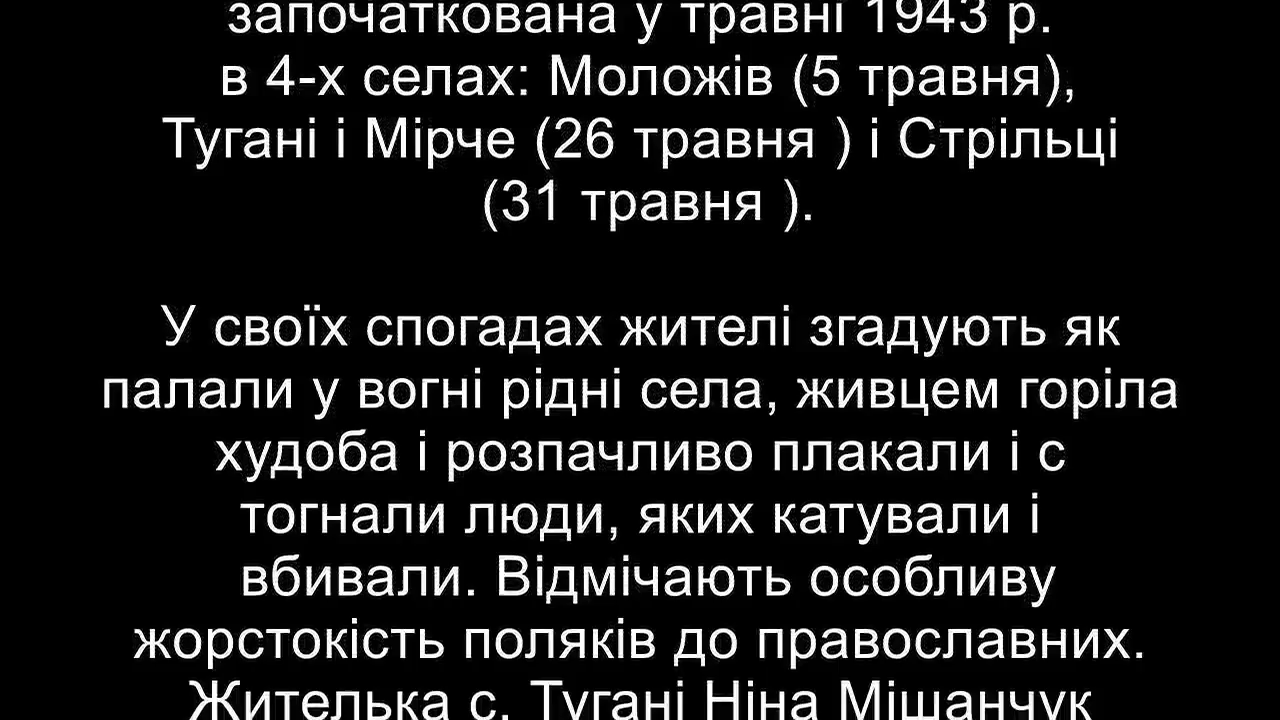 започаткована у травні 1943 р.
в 4-х селах: Моложів (5 травня),
Тугані і Мірче (26 травня ) і Стрільці
(31 травня ).
У своїх спогадах жителі згадують як
палали у вогні рідні села, живцем горіла
худоба і розпачливо плакали і с
тогнали люди, яких катували і
вбивали. Відмічають особливу
жорстокість поляків до православних.
Жителька с. Тугані Ніна Мішанчук